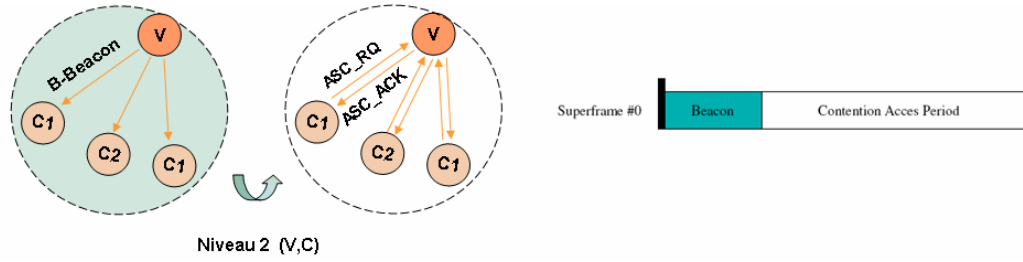 V
B-Beacon
C1
C2
C1
V
ASC_RQ
ASC_ACK
C1
C2
C1
Niveau 2 (V,C)
Superframe #0
Beacon
Contention Acces Period